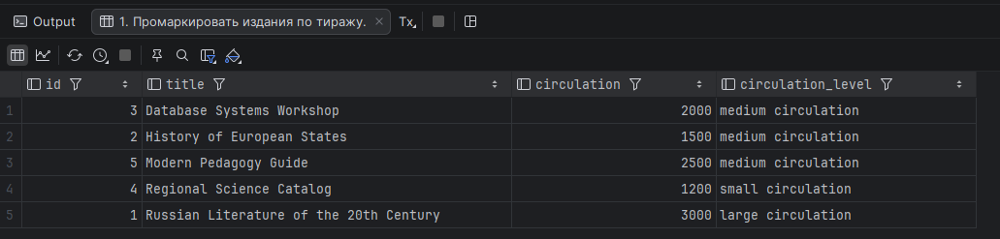 Output 1. Промаркировать издания по тиражу. Tx
id title circulation circulation_level
1 3 Database Systems Workshop 2000 medium circulation
2 2 History of European States 1500 medium circulation
3 5 Modern Pedagogy Guide 2500 medium circulation
4 4 Regional Science Catalog 1200 small circulation
5 1 Russian Literature of the 20th Century 3000 large circulation